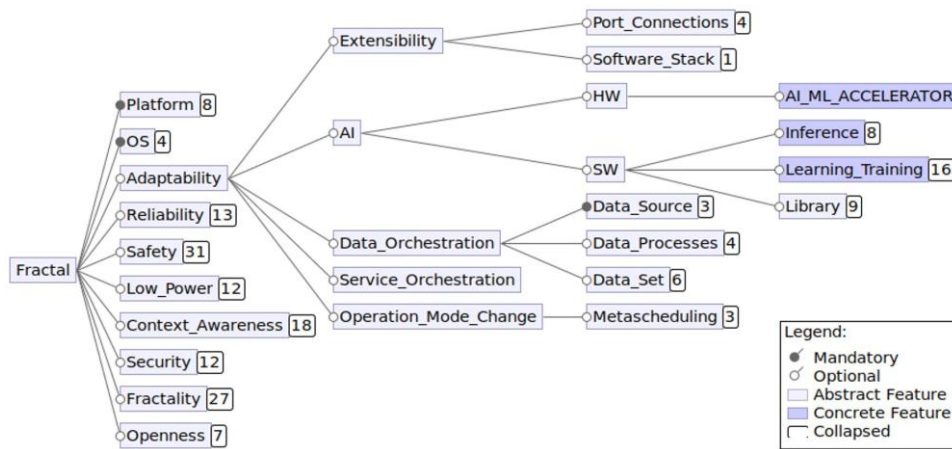 Port_Connections 4
Extensibility
Software_Stack 1
Platform 8
HW
AI_ML_ACCELERATOR
OS 4
AI
Inference 8
Adaptability
SW
Learning_Training 16
Reliability 13
Data_Source 3
Library 9
Safety 31
Data_Orchestration
Data_Processes 4
Fractal
Low_Power 12
Service_Orchestration
Data_Set 6
Context_Awareness 18
Operation_Mode_Change
Metascheduling 3
Security 12
Fractality 27
Openness 7
Legend:
Mandatory
Optional
Abstract Feature
Concrete Feature
Collapsed